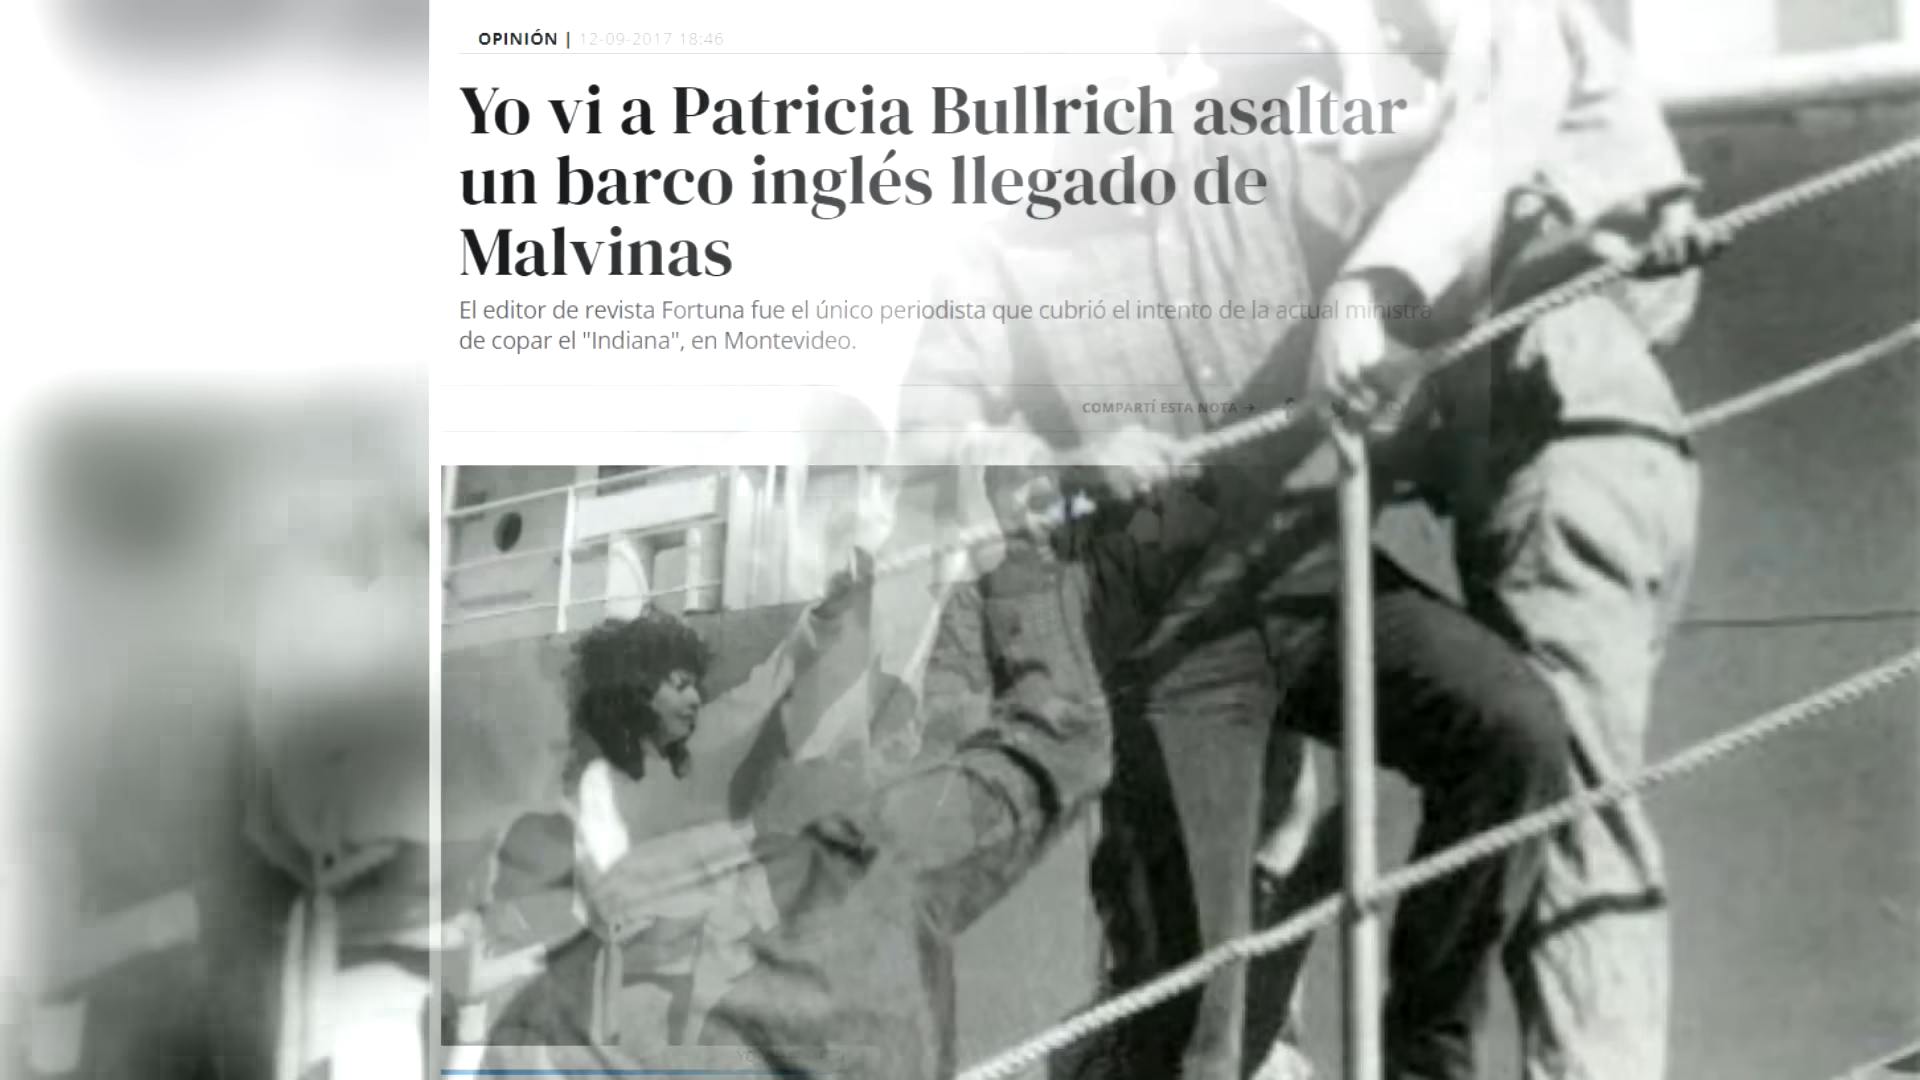 OPINIÓN | 12-09-2017 18:46
Yo vi a Patricia Bullrich asaltar
un barco inglés llegado de
Malvinas
El editor de revista Fortuna fue el único periodista que cubrió el intento de la actual ministra
de copar el "Indiana", en Montevideo.
COMPARTÍ ESTA NOTA →